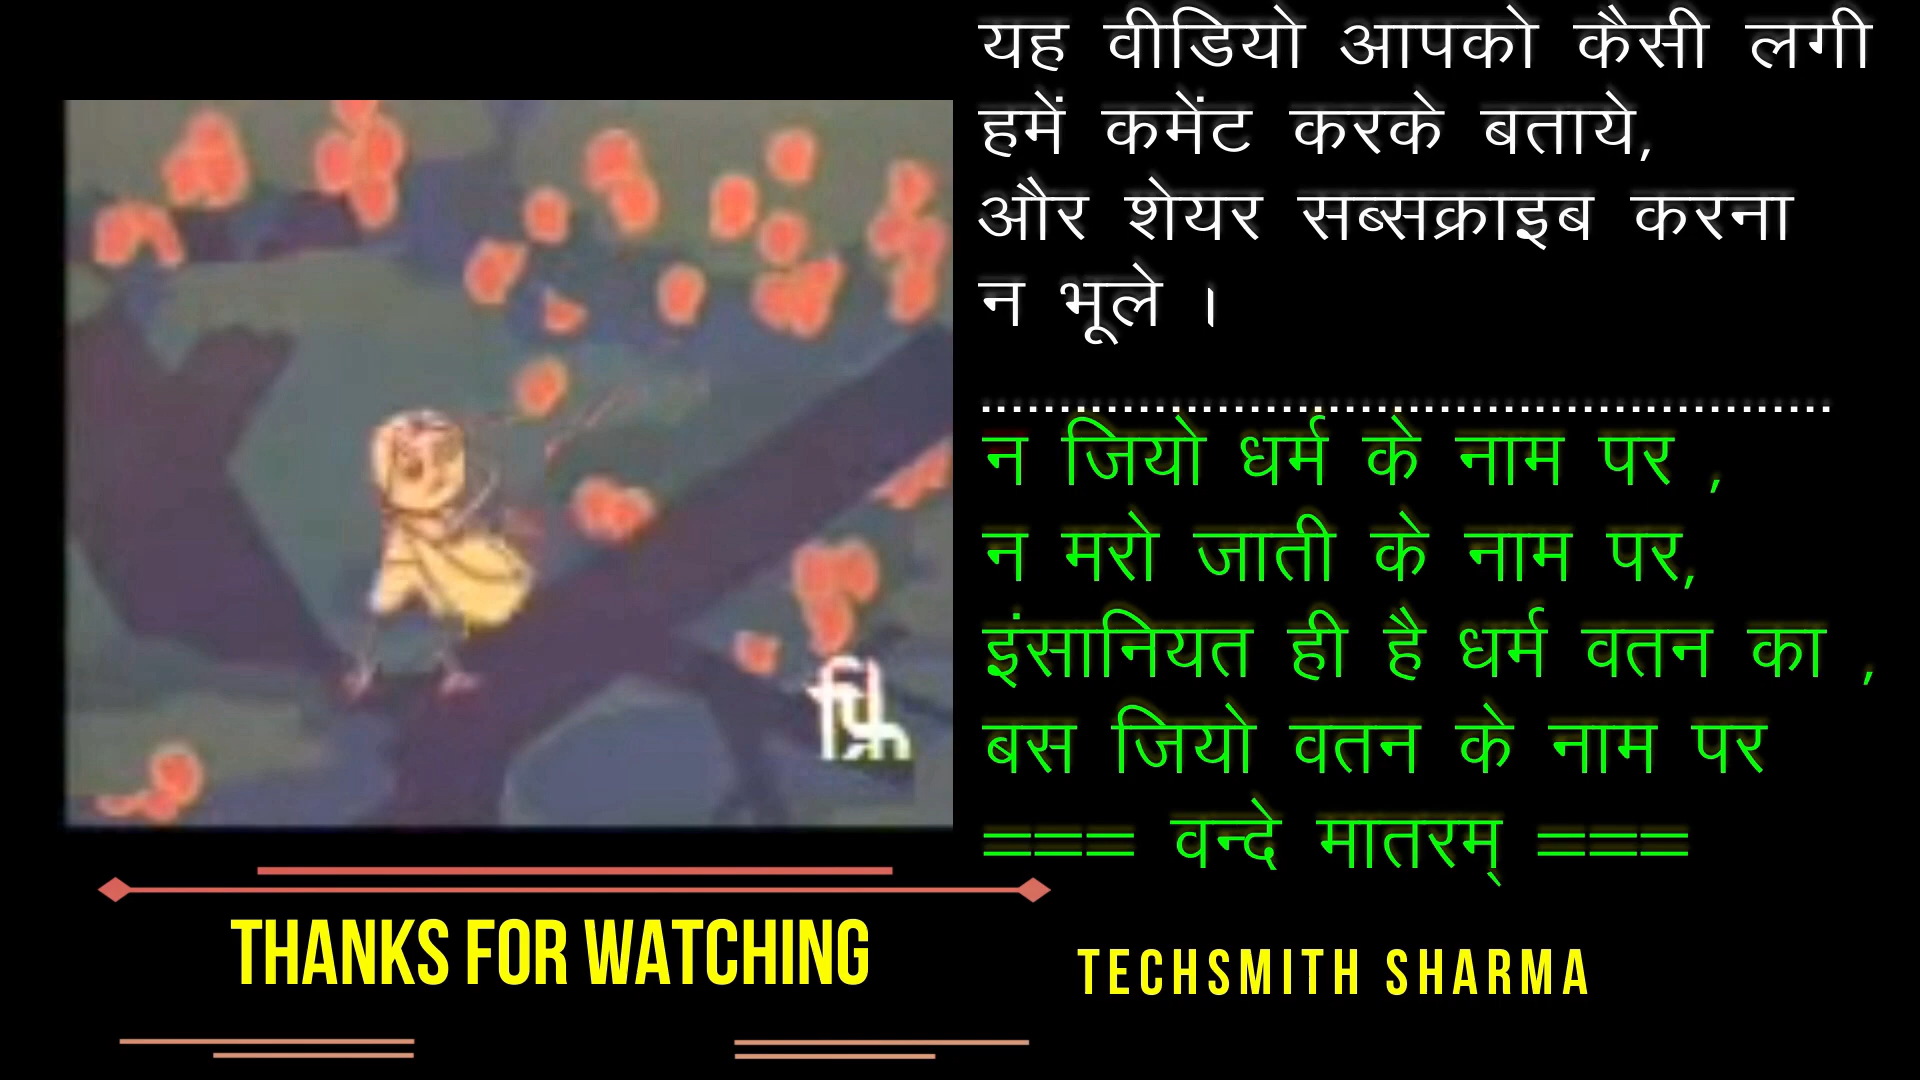 यह वीडियो आपको कैसी लगी
हमें कमेंट करके बताये,
और शेयर सब्सक्राइब करना
न भूले ।
न जियो धर्म के नाम पर ,
न मरो जाती के नाम पर,
इंसानियत ही है धर्म वतन का ,
बस जियो वतन के नाम पर
=== वन्दे मातरम् ===
THANKS FOR WATCHING
TECHSMITH SHARMA